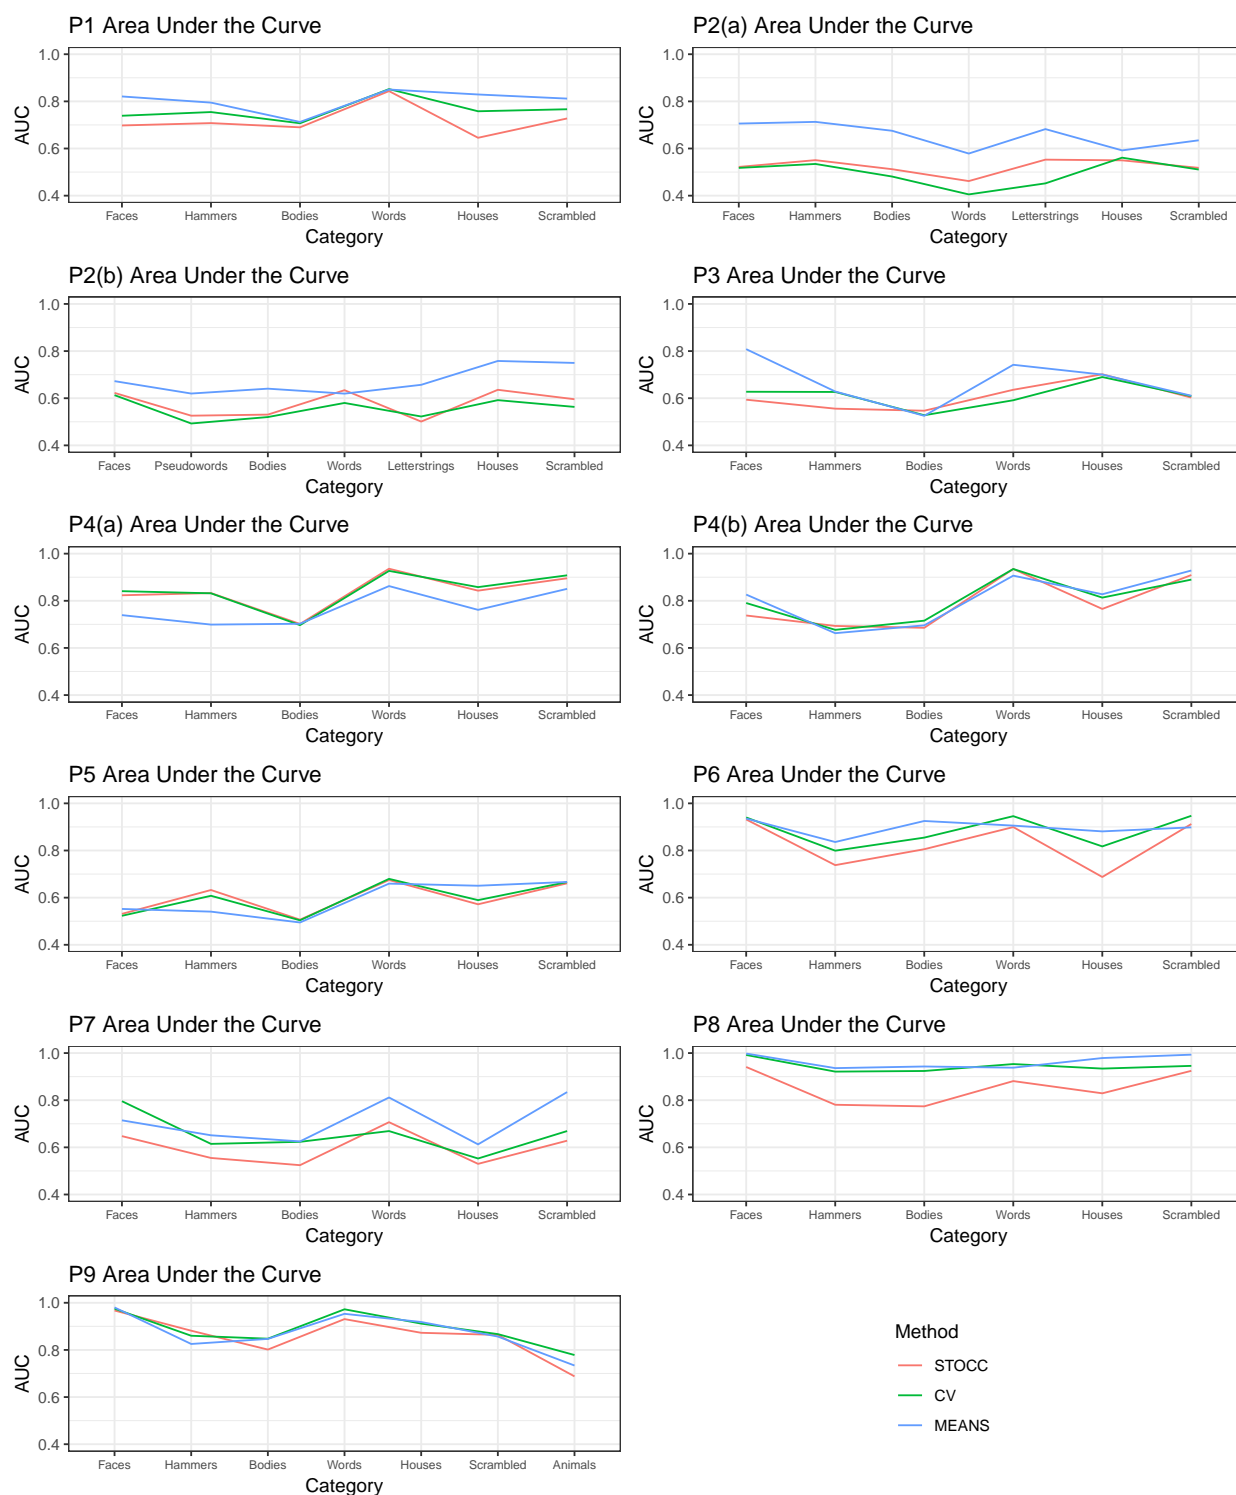 P1 Area Under the Curve
1.0
0.8
0.6
0.4
AUC
Faces Hammers Bodies Words Houses Scrambled
Category
P2(a) Area Under the Curve
1.0
0.8
0.6
0.4
AUC
Faces Hammers Bodies Words Letterstrings Houses Scrambled
Category
P2(b) Area Under the Curve
1.0
0.8
0.6
0.4
AUC
Faces Pseudowords Bodies Words Letterstrings Houses Scrambled
Category
P3 Area Under the Curve
1.0
0.8
0.6
0.4
AUC
Faces Hammers Bodies Words Houses Scrambled
Category
P4(a) Area Under the Curve
1.0
0.8
0.6
0.4
AUC
Faces Hammers Bodies Words Houses Scrambled
Category
P4(b) Area Under the Curve
1.0
0.8
0.6
0.4
AUC
Faces Hammers Bodies Words Houses Scrambled
Category
P5 Area Under the Curve
1.0
0.8
0.6
0.4
AUC
Faces Hammers Bodies Words Houses Scrambled
Category
P6 Area Under the Curve
1.0
0.8
0.6
0.4
AUC
Faces Hammers Bodies Words Houses Scrambled
Category
P7 Area Under the Curve
1.0
0.8
0.6
0.4
AUC
Faces Hammers Bodies Words Houses Scrambled
Category
P8 Area Under the Curve
1.0
0.8
0.6
0.4
AUC
Faces Hammers Bodies Words Houses Scrambled
Category
P9 Area Under the Curve
1.0
0.8
0.6
0.4
AUC
Faces Hammers Bodies Words Houses Scrambled Animals
Category
Method
STOCC
CV
MEANS